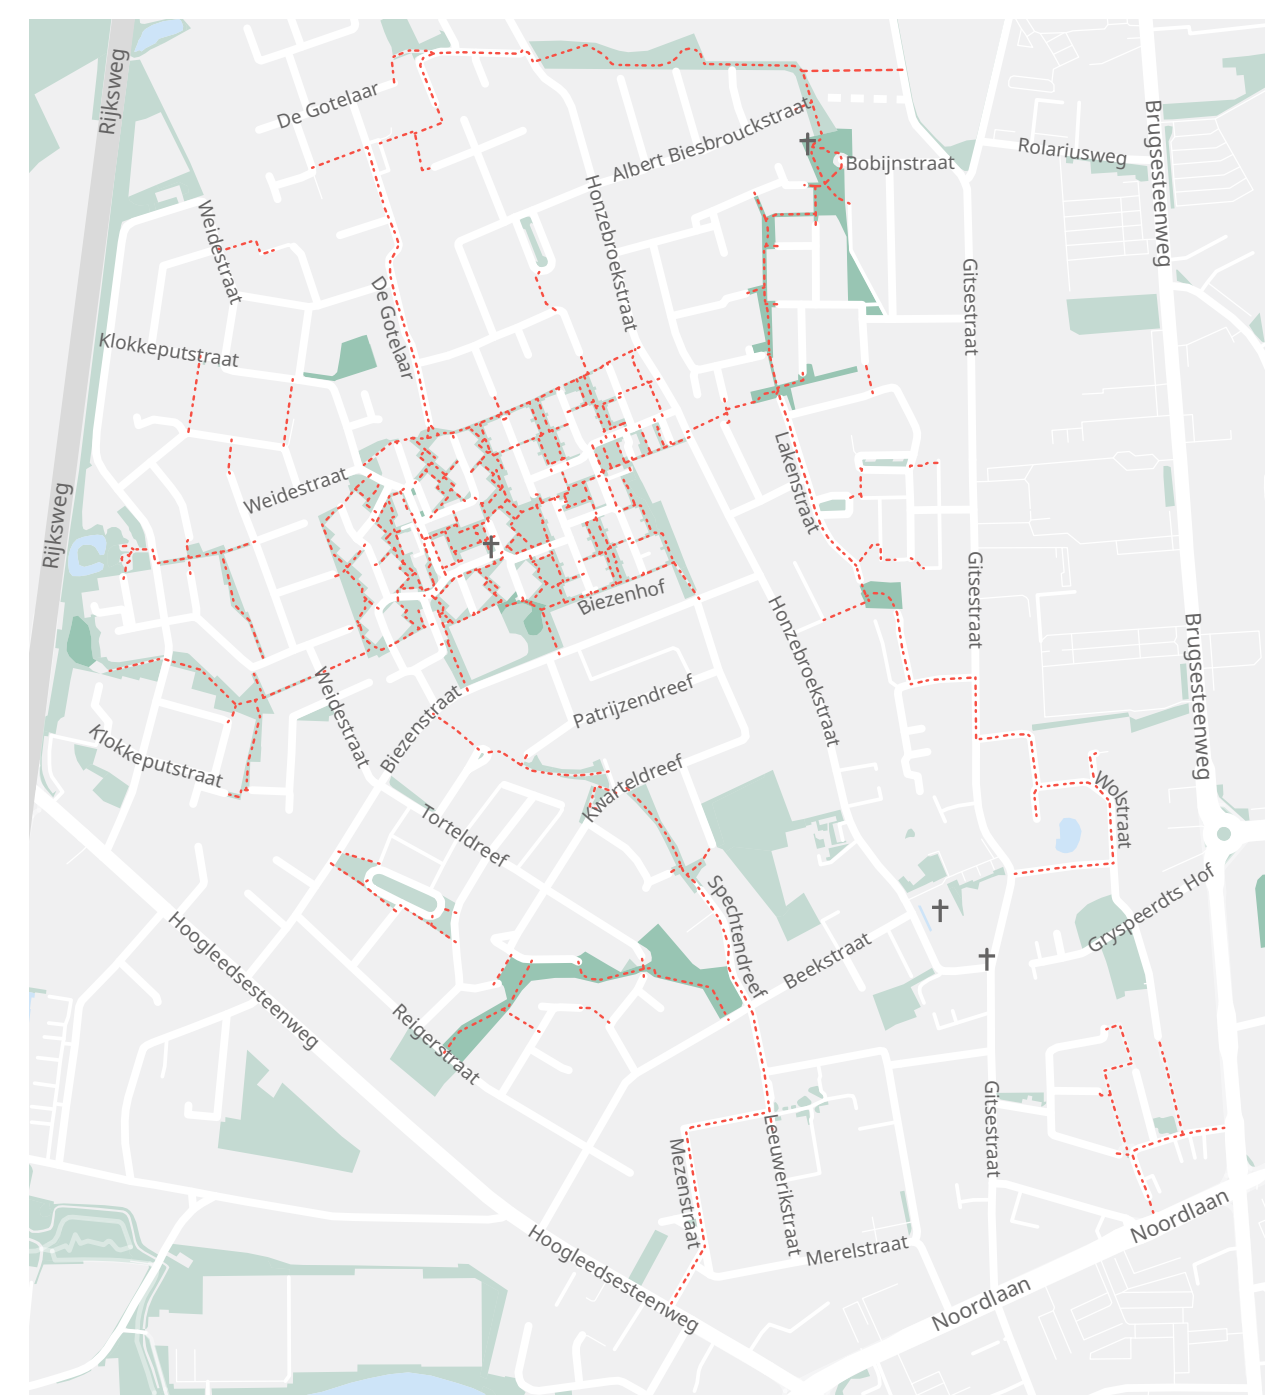 Rijksweg
De Gotelaar
Albert Biesbrouckstraat
Bobijnstraat
Rolariusweg
Brugsesteenweg
Weidestraat
Honzebroekstraat
De Gotelaar
Gitsestraat
Klokkeputstraat
Weidestraat
Lakenstraat
Rijksweg
Biezenhof
Gitsestraat
Honzebroekstraat
Brugsesteenweg
Weidestraat
Biezenstraat
Patrijzendreef
Klokkeputstraat
Kwarteldreef
Wolstraat
Torteldreef
Spechtendreef
Gryspeerdts Hof
Beekstraat
Hoogleedsesteenweg
Reigerstraat
Gitsestraat
Mezenstraat
Leeuwerikstraat
Merelstraat
Noordlaan
Hoogleedsesteenweg
Noordlaan